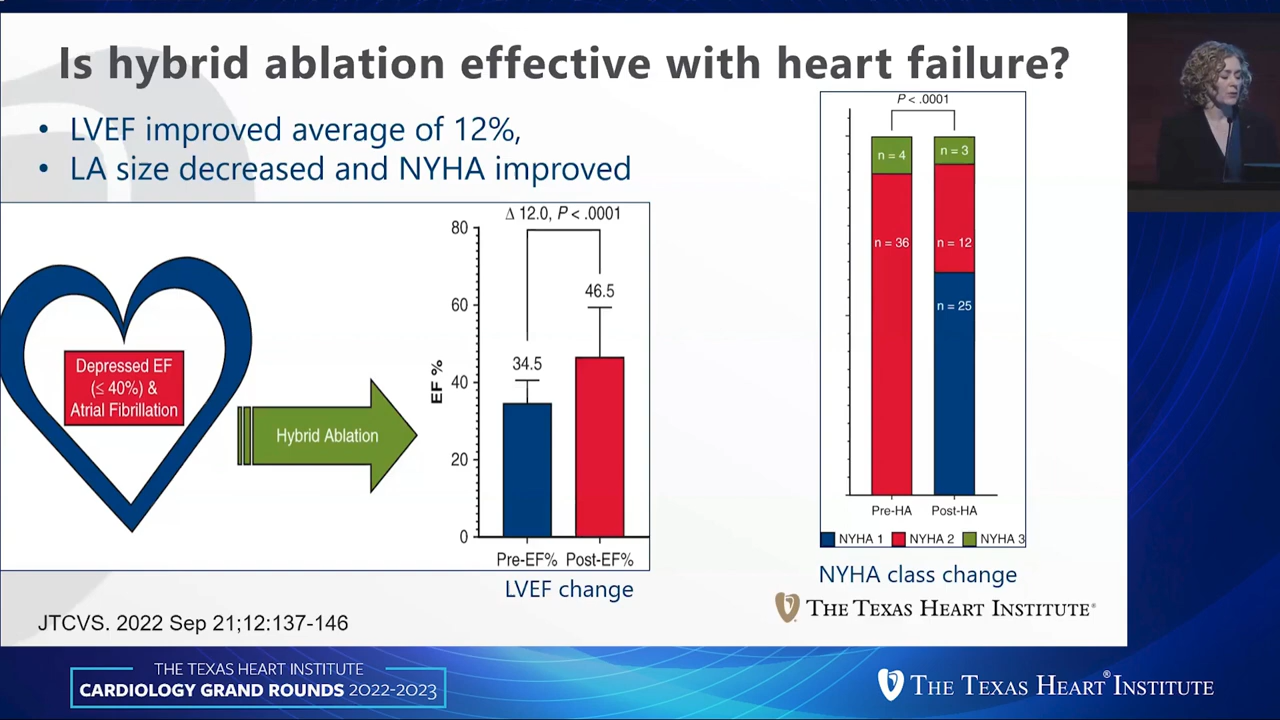 Is hybrid ablation effective with heart failure?
• LVEF improved average of 12%,
• LA size decreased and NYHA improved
Depressed EF
(≤ 40%) &
Atrial Fibrillation
Hybrid Ablation
Δ 12.0, P < .0001
80
60
40
20
0
EF %
34.5
46.5
Pre-EF%
Post-EF%
LVEF change
P < .0001
n = 4
n = 3
n = 36
n = 12
n = 25
Pre-HA
Post-HA
NYHA 1
NYHA 2
NYHA 3
NYHA class change
THE TEXAS HEART INSTITUTE®
JTCVS. 2022 Sep 21;12:137-146
THE TEXAS HEART INSTITUTE
CARDIOLOGY GRAND ROUNDS 2022-2023
THE TEXAS HEART® INSTITUTE